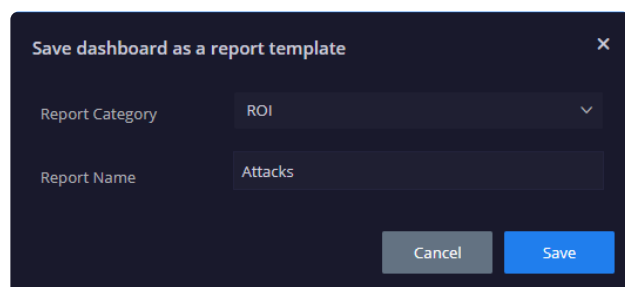 Save dashboard as a report template
Report Category
ROI
Report Name
Attacks
Cancel
Save